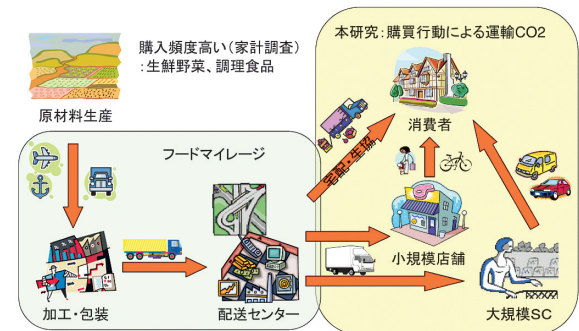 購入頻度高い(家計調査)
:生鮮野菜、調理食品
原材料生産
本研究:購買行動による運輸CO2
消費者
フードマイレージ
宅配・生協
小規模店舗
加工・包装
配送センター
大規模SC